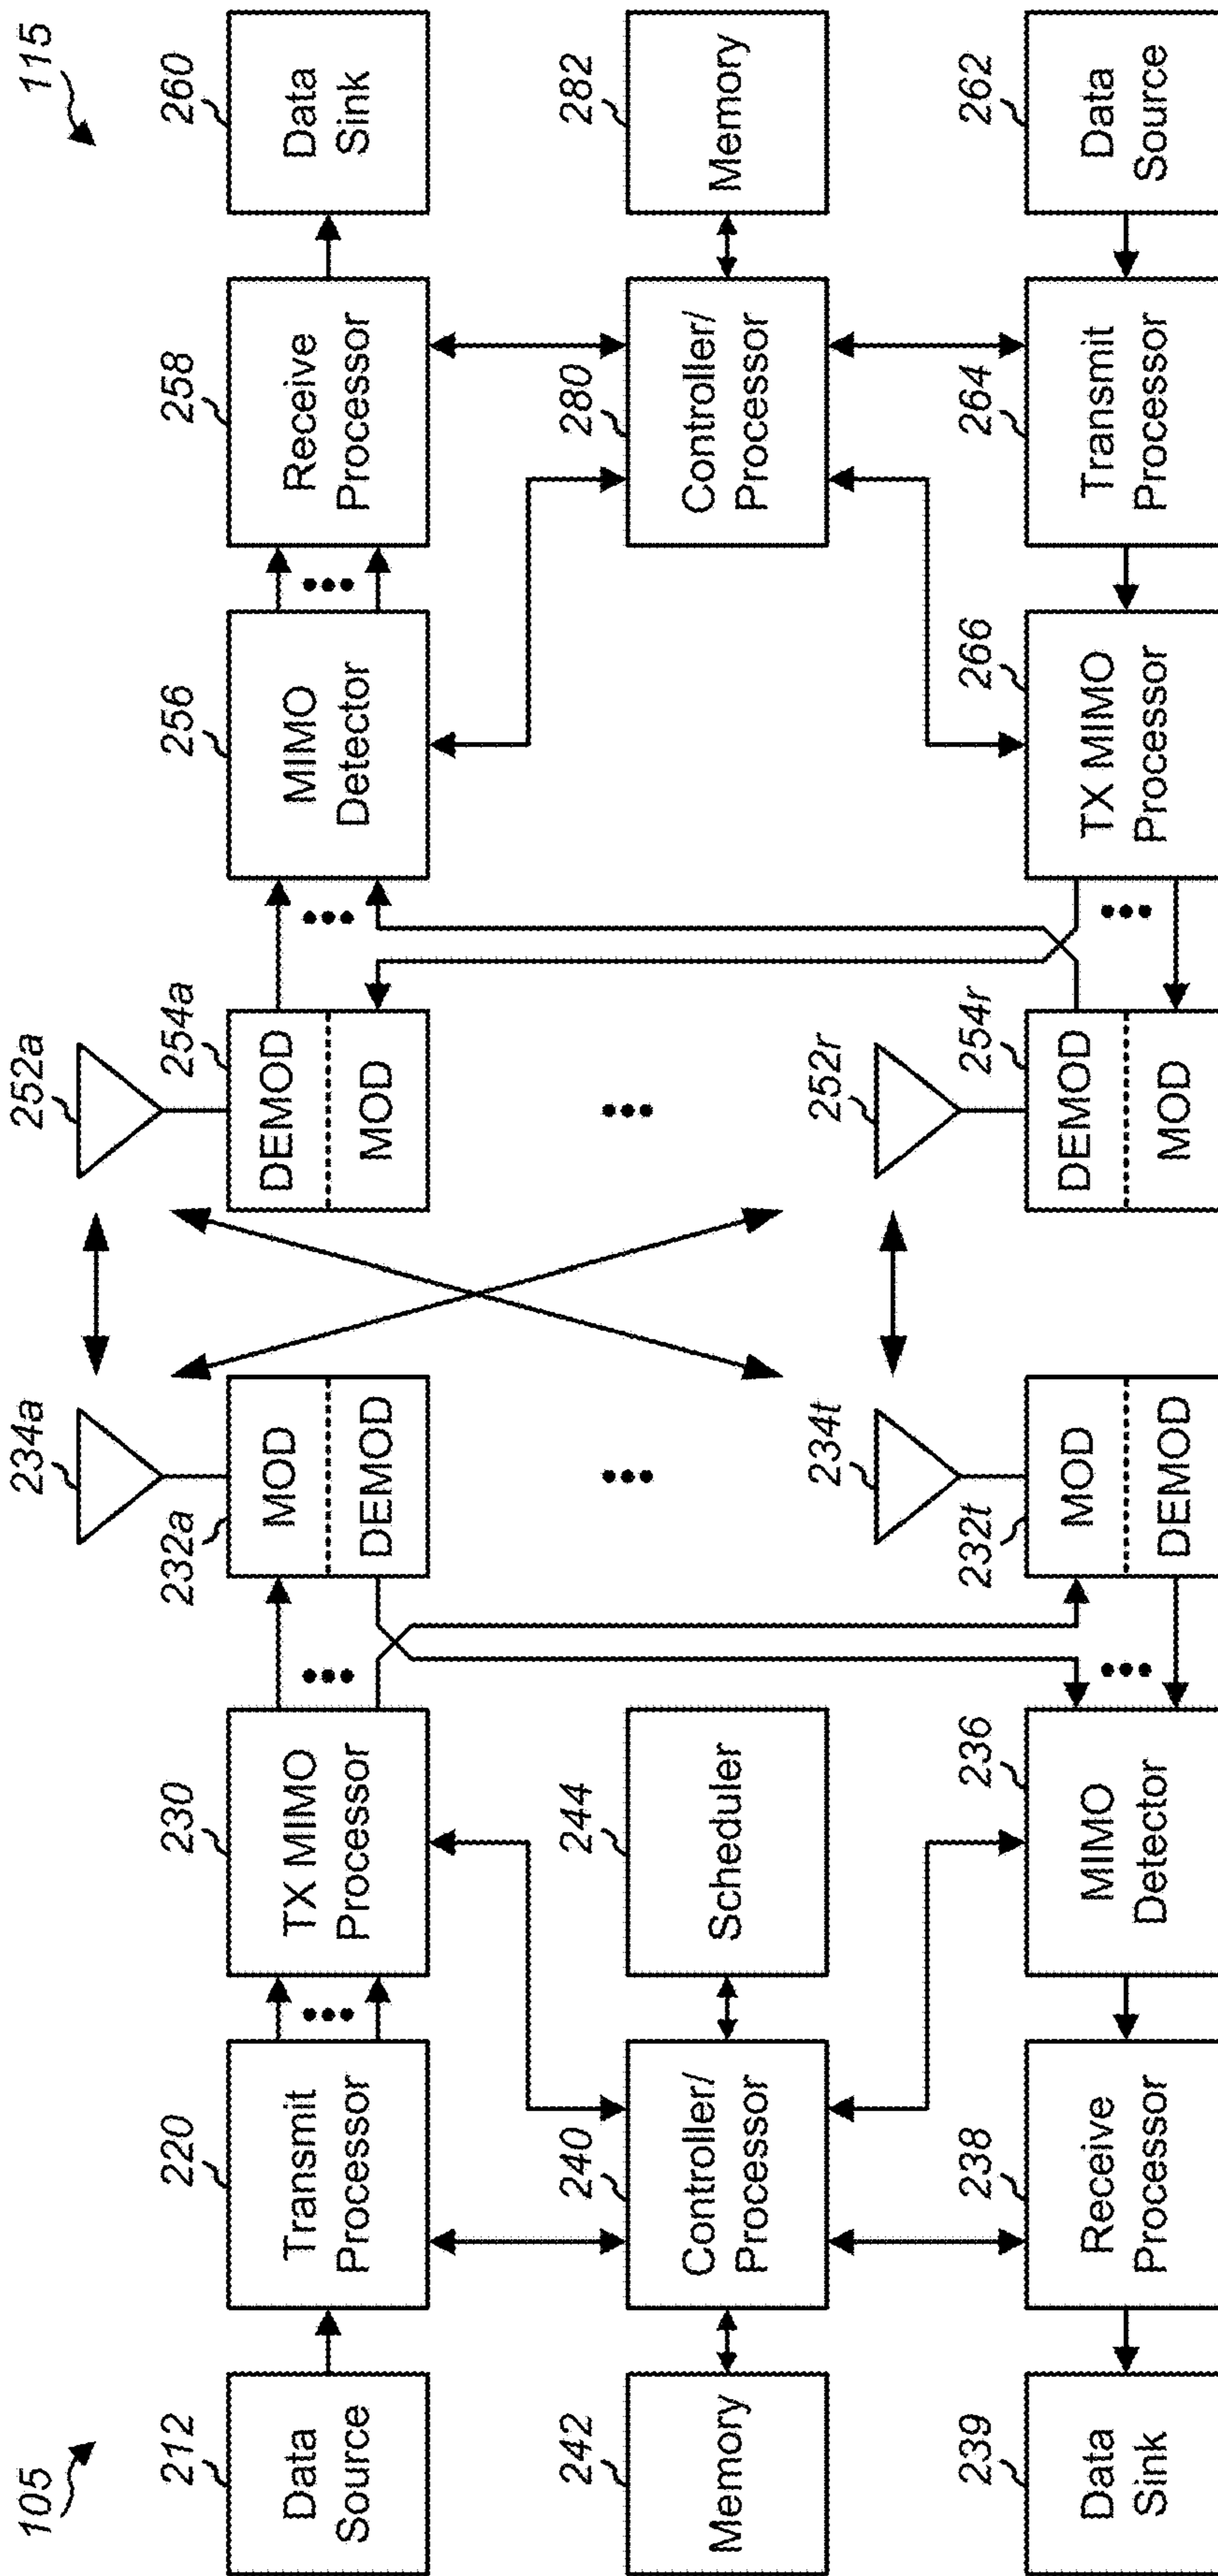 105
115
212
Data
Source
220
Transmit
Processor
230
TX MIMO
Processor
232a
MOD
DEMOD
234a
252a
254a
DEMOD
MOD
256
MIMO
Detector
258
Receive
Processor
260
Data
Sink
242
Memory
240
Controller/
Processor
244
Scheduler
280
Controller/
Processor
282
Memory
239
Data
Sink
238
Receive
Processor
236
MIMO
Detector
232t
MOD
DEMOD
234t
252r
254r
DEMOD
MOD
266
TX MIMO
Processor
264
Transmit
Processor
262
Data
Source